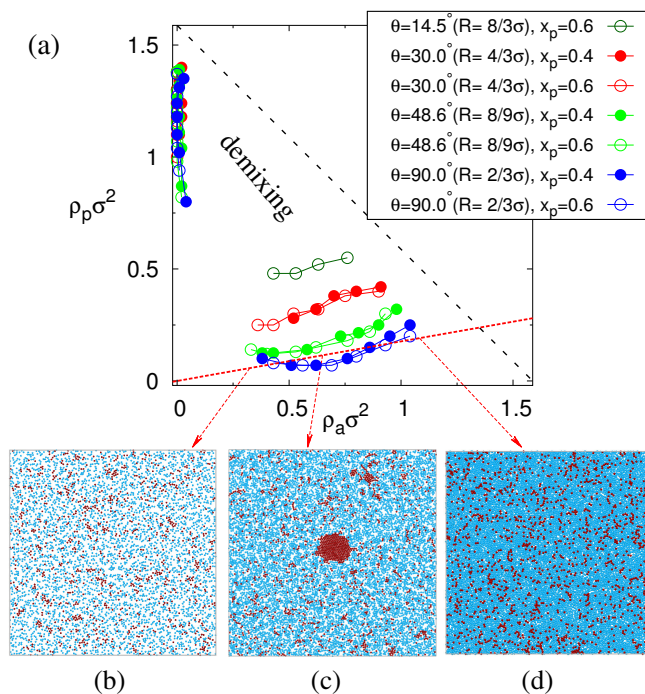 (a)
θ=14.5°(R= 8/3σ), xₚ=0.6
θ=30.0°(R= 4/3σ), xₚ=0.4
θ=30.0°(R= 4/3σ), xₚ=0.6
θ=48.6°(R= 8/9σ), xₚ=0.4
θ=48.6°(R= 8/9σ), xₚ=0.6
θ=90.0°(R= 2/3σ), xₚ=0.4
θ=90.0°(R= 2/3σ), xₚ=0.6
1.5
1
0.5
0
ρₚσ²
demixing
0
0.5
1
1.5
ρₐσ²
(b)
(c)
(d)